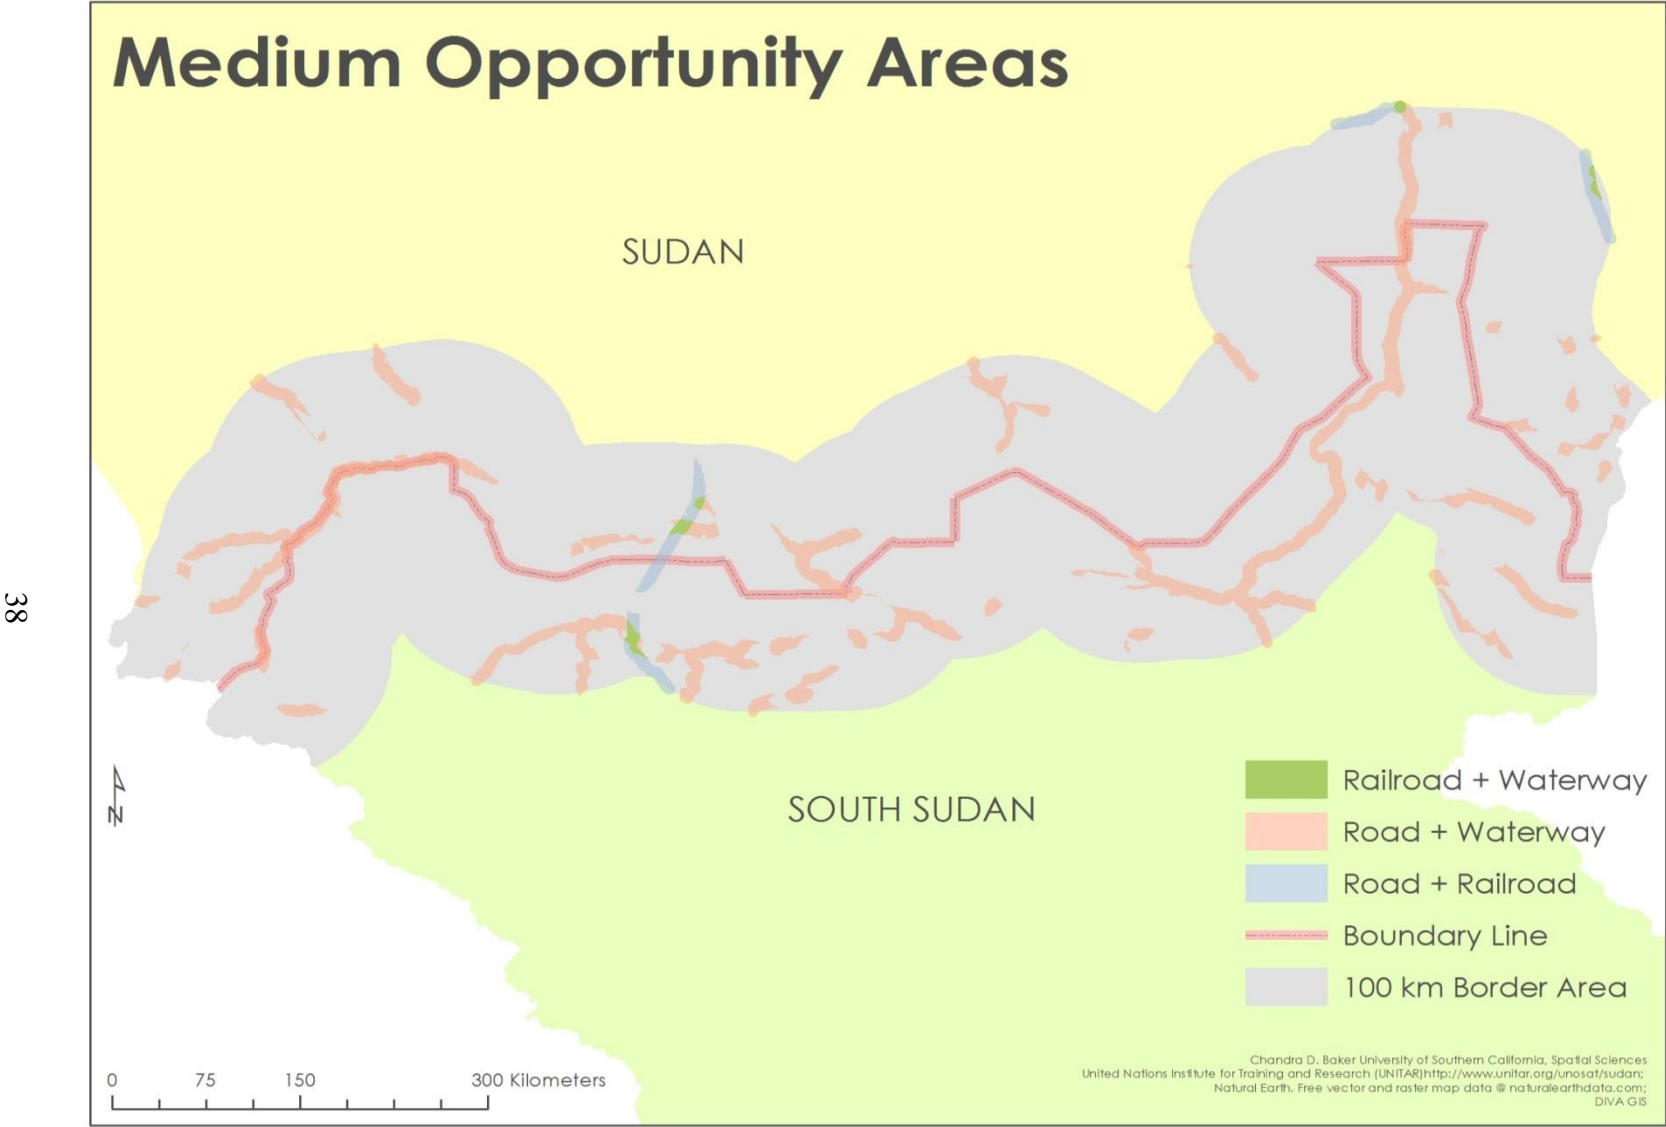 Medium Opportunity Areas
SUDAN
SOUTH SUDAN
38
N
Railroad + Waterway
Road + Waterway
Road + Railroad
Boundary Line
100 km Border Area
0 75 150 300 Kilometers
Chandra D. Baker University of Southern California, Spatial Sciences
United Nations Institute for Training and Research (UNITAR)http://www.unitar.org/unosat/sudan;
Natural Earth. Free vector and raster map data @ naturalearthdata.com;
DIVA GIS